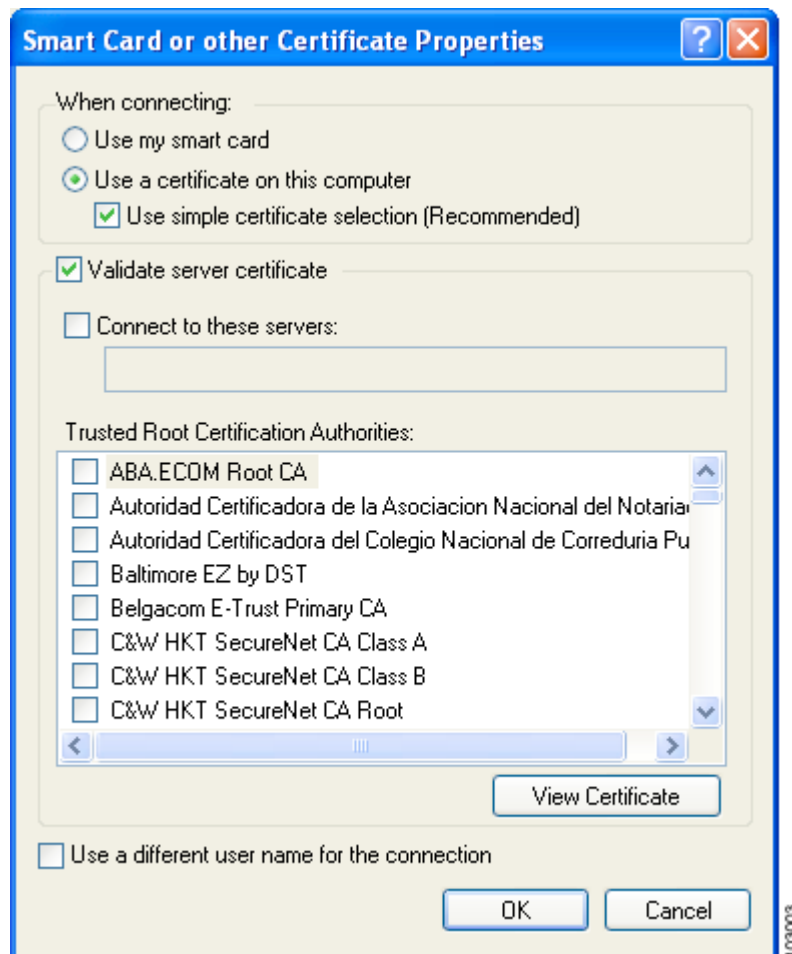 Smart Card or other Certificate Properties
When connecting:
Use my smart card
Use a certificate on this computer
Use simple certificate selection (Recommended)
Validate server certificate
Connect to these servers:
Trusted Root Certification Authorities:
ABA.ECOM Root CA
Autoridad Certificadora de la Asociacion Nacional del Notaria
Autoridad Certificadora del Colegio Nacional de Correduria Pu
Baltimore EZ by DST
Belgacom E-Trust Primary CA
C&W HKT SecureNet CA Class A
C&W HKT SecureNet CA Class B
C&W HKT SecureNet CA Root
View Certificate
Use a different user name for the connection
OK Cancel